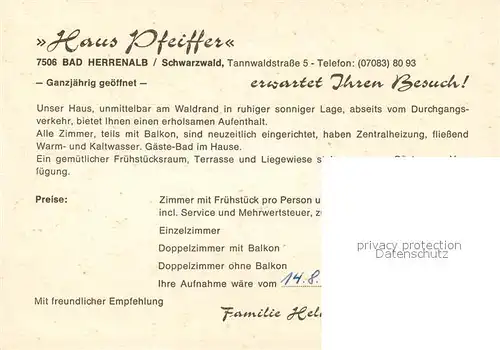 »Haus Pfeiffer«
7506 BAD HERRENALB / Schwarzwald, Tannwaldstraße 5 - Telefon: (07083) 80 93
— Ganzjährig geöffnet —
erwartet Ihren Besuch!
Unser Haus, unmittelbar am Waldrand in ruhiger sonniger Lage, abseits vom Durchgangs-
verkehr, bietet Ihnen einen erholsamen Aufenthalt.
Alle Zimmer, teils mit Balkon, sind neuzeitlich eingerichtet, haben Zentralheizung, fließend
Warm- und Kaltwasser. Gäste-Bad im Hause.
Ein gemütlicher Frühstücksraum, Terrasse und Liegewiese
fügung.
Preise:
Zimmer mit Frühstück pro Person
incl. Service und Mehrwertsteuer,
Einzelzimmer
Doppelzimmer mit Balkon
Doppelzimmer ohne Balkon
Ihre Aufnahme wäre vom 14.8.
Mit freundlicher Empfehlung
Familie
privacy protection
Datenschutz